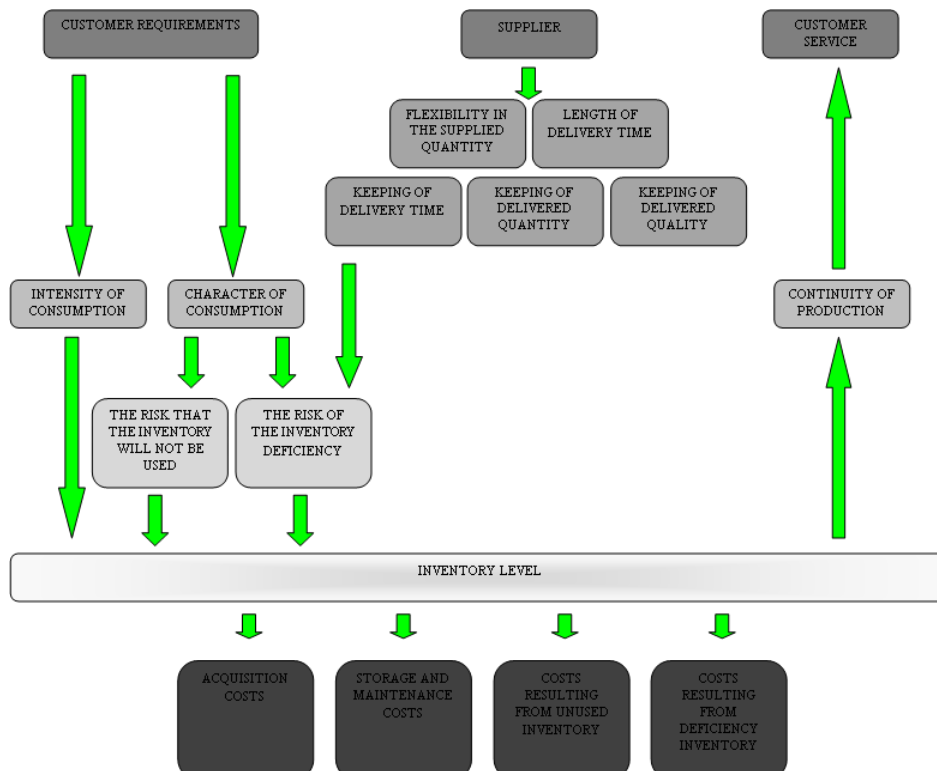 CUSTOMER REQUIREMENTS
SUPPLIER
CUSTOMER
SERVICE
FLEXIBILITY IN
THE SUPPLIED
QUANTITY
LENGTH OF
DELIVERY TIME
KEEPING OF
DELIVERY TIME
KEEPING OF
DELIVERED
QUANTITY
KEEPING OF
DELIVERED
QUALITY
INTENSITY OF
CONSUMPTION
CHARACTER OF
CONSUMPTION
CONTINUITY OF
PRODUCTION
THE RISK THAT
THE INVENTORY
WILL NOT BE
USED
THE RISK OF
THE INVENTORY
DEFICIENCY
INVENTORY LEVEL
ACQUISITION
COSTS
STORAGE AND
MAINTENANCE
COSTS
COSTS
RESULTING
FROM UNUSED
INVENTORY
COSTS
RESULTING
FROM
DEFICIENCY
INVENTORY